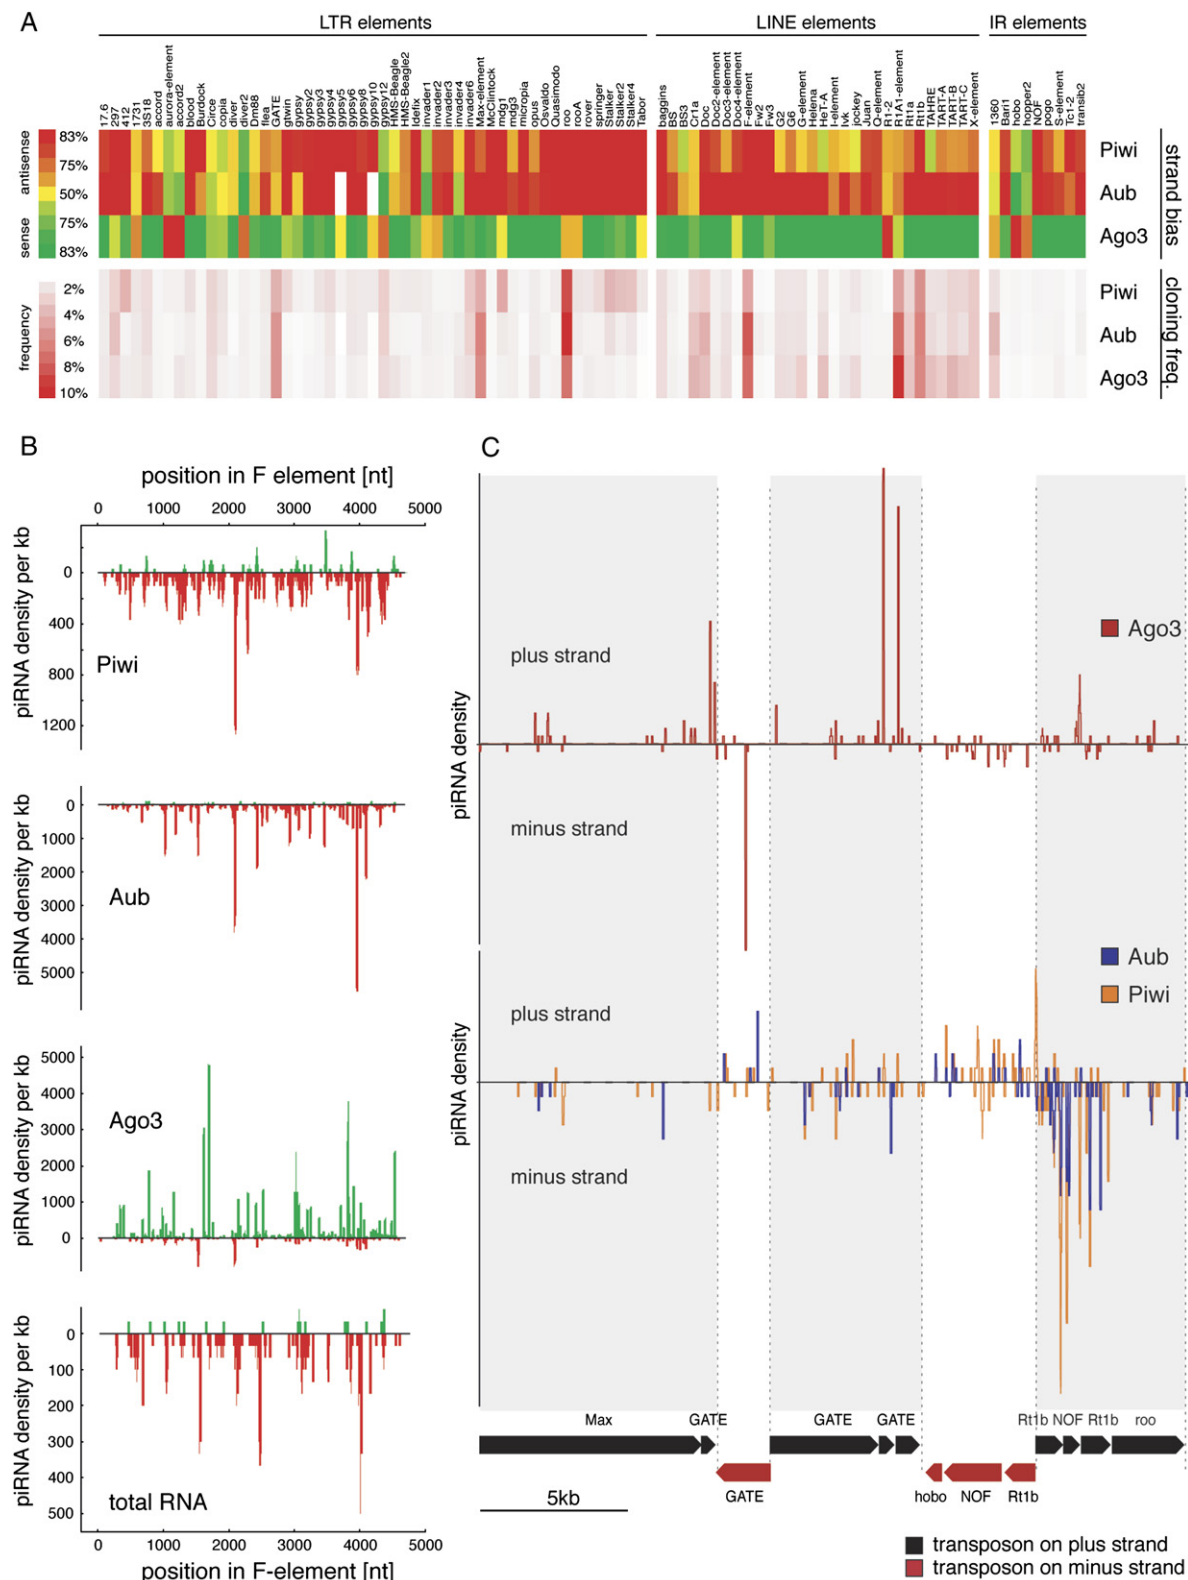 A
LTR elements
LINE elements
IR elements
17.6
297
412
1731
3S18
accord
aurora-element
accord2
blood
Burdock
Circe
copia
diver
diver2
Dm88
flea
GATE
gtwin
gypsy
gypsy2
gypsy3
gypsy4
gypsy5
gypsy6
gypsy8
gypsy10
gypsy12
HMS-Beagle
HMS-Beagle2
Idefix
invader1
invader2
invader3
invader4
invader6
Max-element
McClintock
mdg1
mdg3
micropia
opus
Osvaldo
Quasimodo
roo
rooA
rover
springer
Stalker
Stalker2
Stalker4
Tabor
baggins
BS
BS3
Cr1a
Doc
Doc2-element
Doc3-element
Doc4-element
F-element
Fw2
Fw3
G2
G6
G-element
Helena
HeT-A
I-element
Ivk
jockey
Juan
Q-element
R1-2
R1A1-element
Rt1a
Rt1b
TAHRE
TART-A
TART-B
TART-C
X-element
1360
Bari1
hobo
hopper2
NOF
pogo
S-element
Tc1-2
transib2
antisense
sense
83%
75%
50%
75%
83%
Piwi
Aub
Ago3
strand bias
frequency
2%
4%
6%
8%
10%
Piwi
Aub
Ago3
cloning freq.
B
position in F element [nt]
0 1000 2000 3000 4000 5000
piRNA density per kb
0
400
800
1200
Piwi
piRNA density per kb
0
1000
2000
3000
4000
5000
Aub
piRNA density per kb
5000
4000
3000
2000
1000
0
Ago3
piRNA density per kb
0
100
200
300
400
500
total RNA
0 1000 2000 3000 4000 5000
position in F-element [nt]
C
piRNA density
plus strand
minus strand
Ago3
piRNA density
plus strand
minus strand
Aub
Piwi
Max GATE GATE GATE Rt1b NOF Rt1b roo
GATE hobo NOF Rt1b
5kb
transposon on plus strand
transposon on minus strand